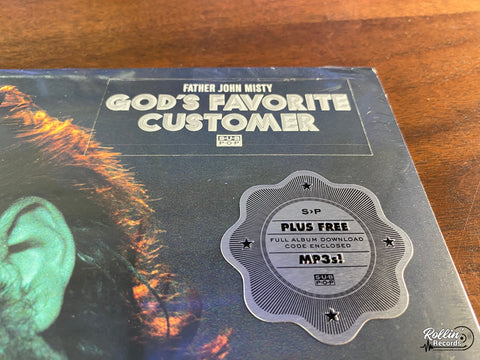 FATHER JOHN MISTY
GOD'S FAVORITE
CUSTOMER
SUB
POP
S>P
PLUS FREE
FULL ALBUM DOWNLOAD
CODE ENCLOSED
MP3s!
SUB
POP
Rollin'
Records